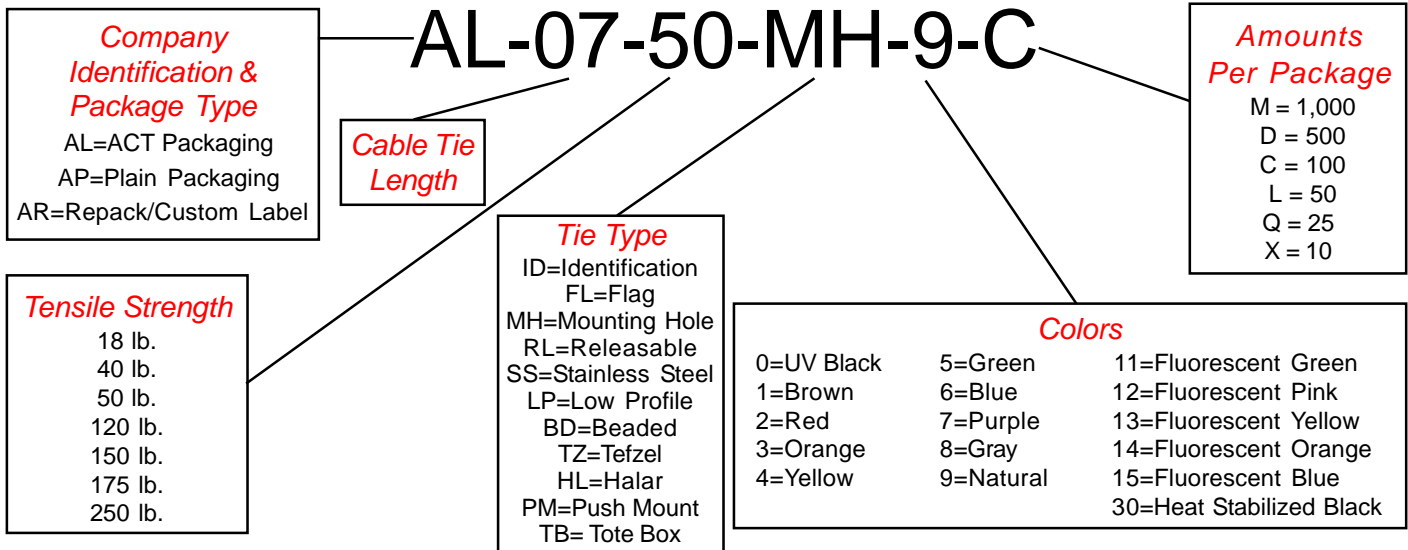 AL-07-50-MH-9-C
Company
Identification &
Package Type
AL=ACT Packaging
AP=Plain Packaging
AR=Repack/Custom Label
Cable Tie
Length
Amounts
Per Package
M = 1,000
D = 500
C = 100
L = 50
Q = 25
X = 10
Tensile Strength
18 lb.
40 lb.
50 lb.
120 lb.
150 lb.
175 lb.
250 lb.
Tie Type
ID=Identification
FL=Flag
MH=Mounting Hole
RL=Releasable
SS=Stainless Steel
LP=Low Profile
BD=Beaded
TZ=Tefzel
HL=Halar
PM=Push Mount
TB= Tote Box
Colors
0=UV Black
1=Brown
2=Red
3=Orange
4=Yellow
5=Green
6=Blue
7=Purple
8=Gray
9=Natural
11=Fluorescent Green
12=Fluorescent Pink
13=Fluorescent Yellow
14=Fluorescent Orange
15=Fluorescent Blue
30=Heat Stabilized Black